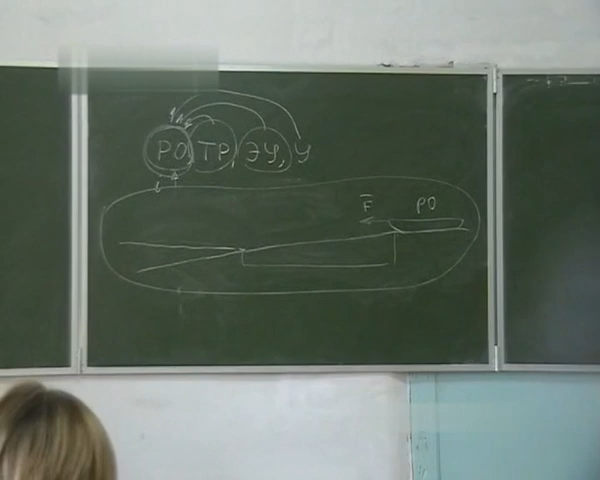 РО, ТР, ЭУ, У
F̅ РО